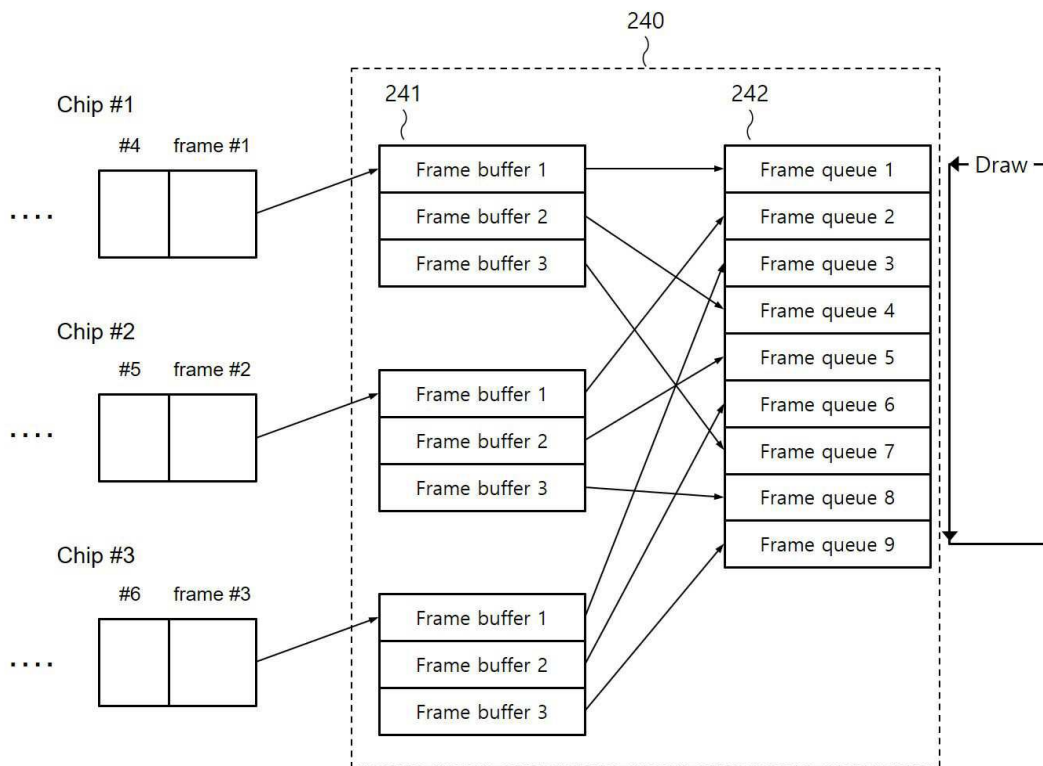 240
241
242
Chip #1
#4 frame #1
....
Frame buffer 1
Frame buffer 2
Frame buffer 3
Chip #2
#5 frame #2
....
Frame buffer 1
Frame buffer 2
Frame buffer 3
Chip #3
#6 frame #3
....
Frame buffer 1
Frame buffer 2
Frame buffer 3
Frame queue 1
Frame queue 2
Frame queue 3
Frame queue 4
Frame queue 5
Frame queue 6
Frame queue 7
Frame queue 8
Frame queue 9
Draw